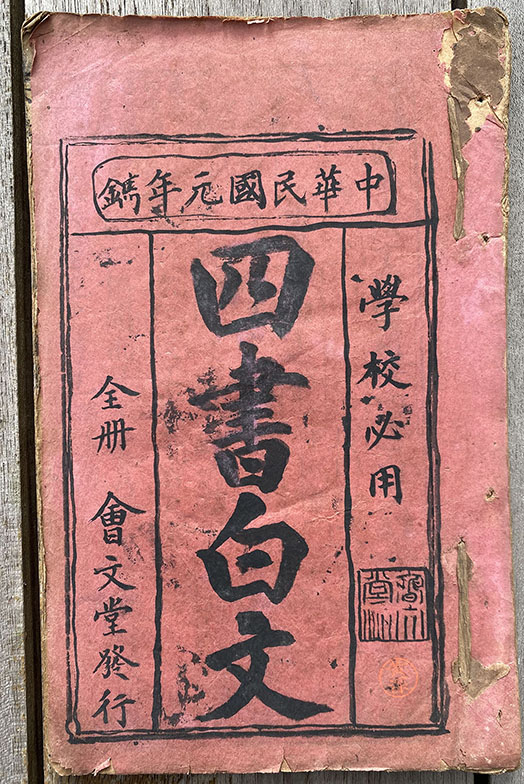 中華民國元年鐫
學校必用
四書白文
全册 會文堂發行